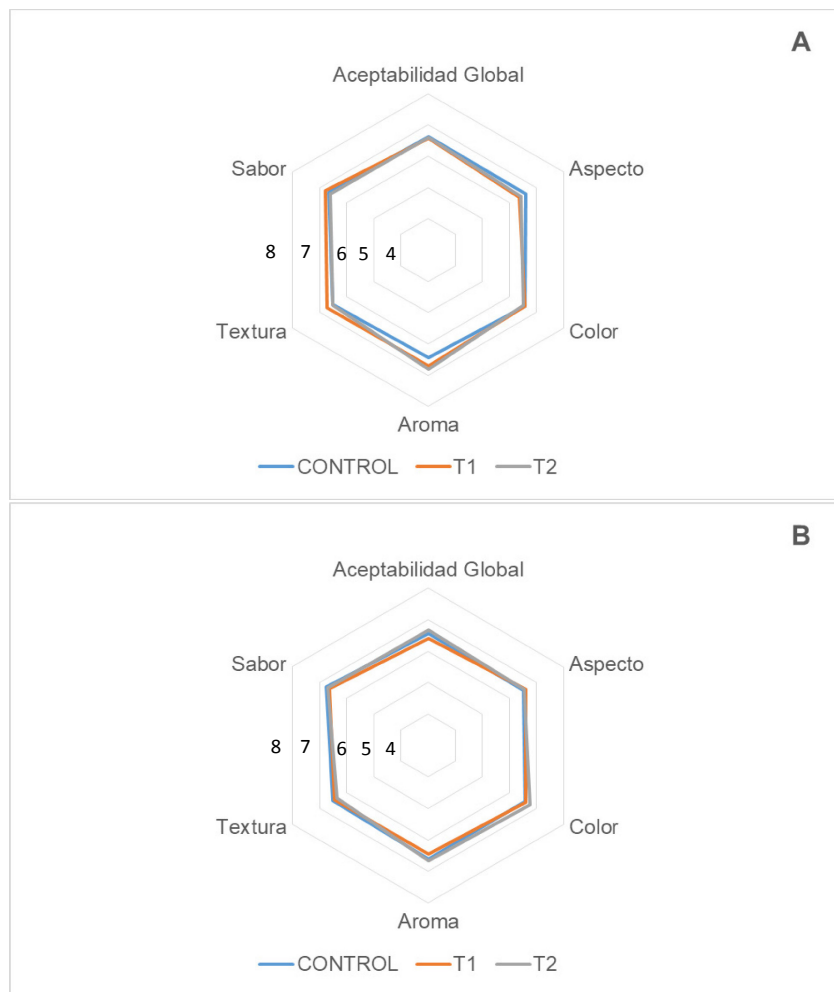 A
Aceptabilidad Global
Sabor
Aspecto
8 7 6 5 4
Textura
Color
Aroma
CONTROL T1 T2
B
Aceptabilidad Global
Sabor
Aspecto
8 7 6 5 4
Textura
Color
Aroma
CONTROL T1 T2